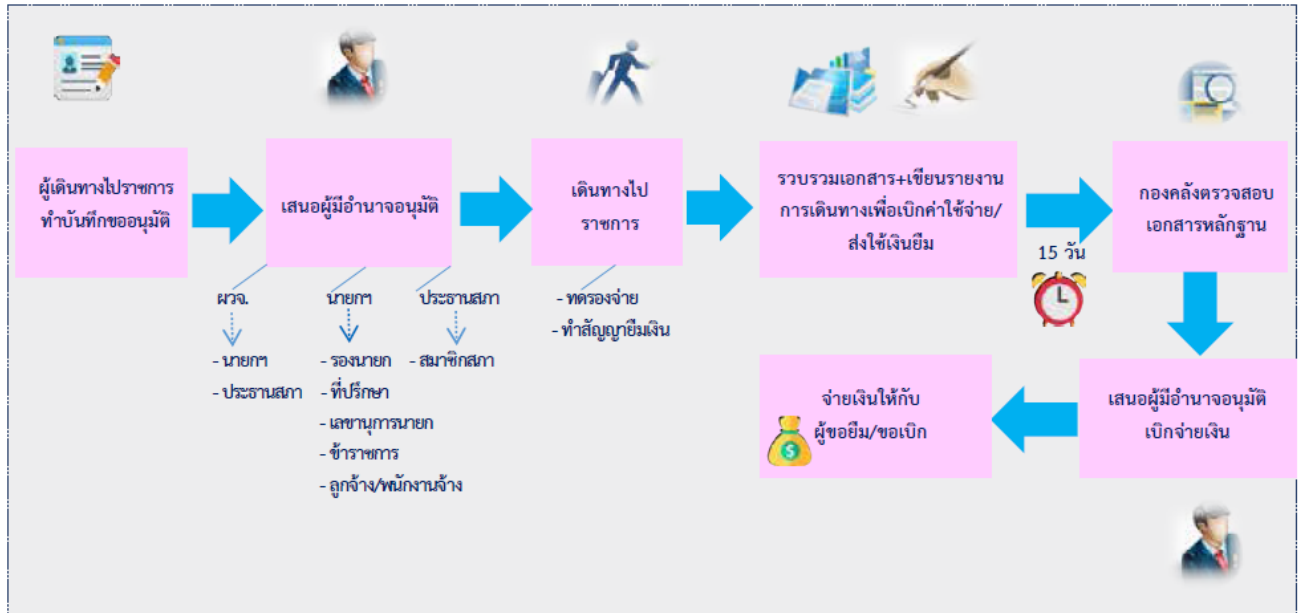 ผู้เดินทางไปราชการ
ทำบันทึกขออนุมัติ
เสนอผู้มีอำนาจอนุมัติ
ผวจ.
- นายกฯ
- ประธานสภา
นายกฯ
- รองนายก
- ที่ปรึกษา
- เลขานุการนายก
- ข้าราชการ
- ลูกจ้าง/พนักงานจ้าง
ประธานสภา
- สมาชิกสภา
เดินทางไป
ราชการ
- ทดรองจ่าย
- ทำสัญญายืมเงิน
รวบรวมเอกสาร+เขียนรายงาน
การเดินทางเพื่อเบิกค่าใช้จ่าย/
ส่งใช้เงินยืม
15 วัน
กองคลังตรวจสอบ
เอกสารหลักฐาน
เสนอผู้มีอำนาจอนุมัติ
เบิกจ่ายเงิน
จ่ายเงินให้กับ
ผู้ขอยืม/ขอเบิก